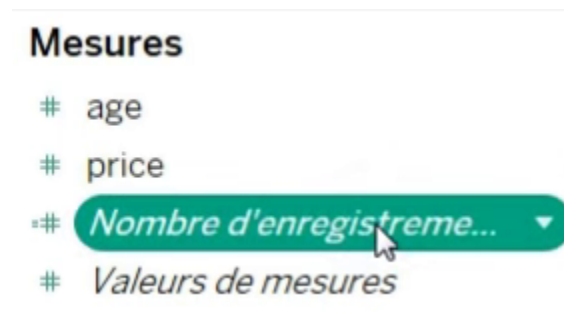 Mesures
# age
# price
=# Nombre d'enregistreme...
# Valeurs de mesures